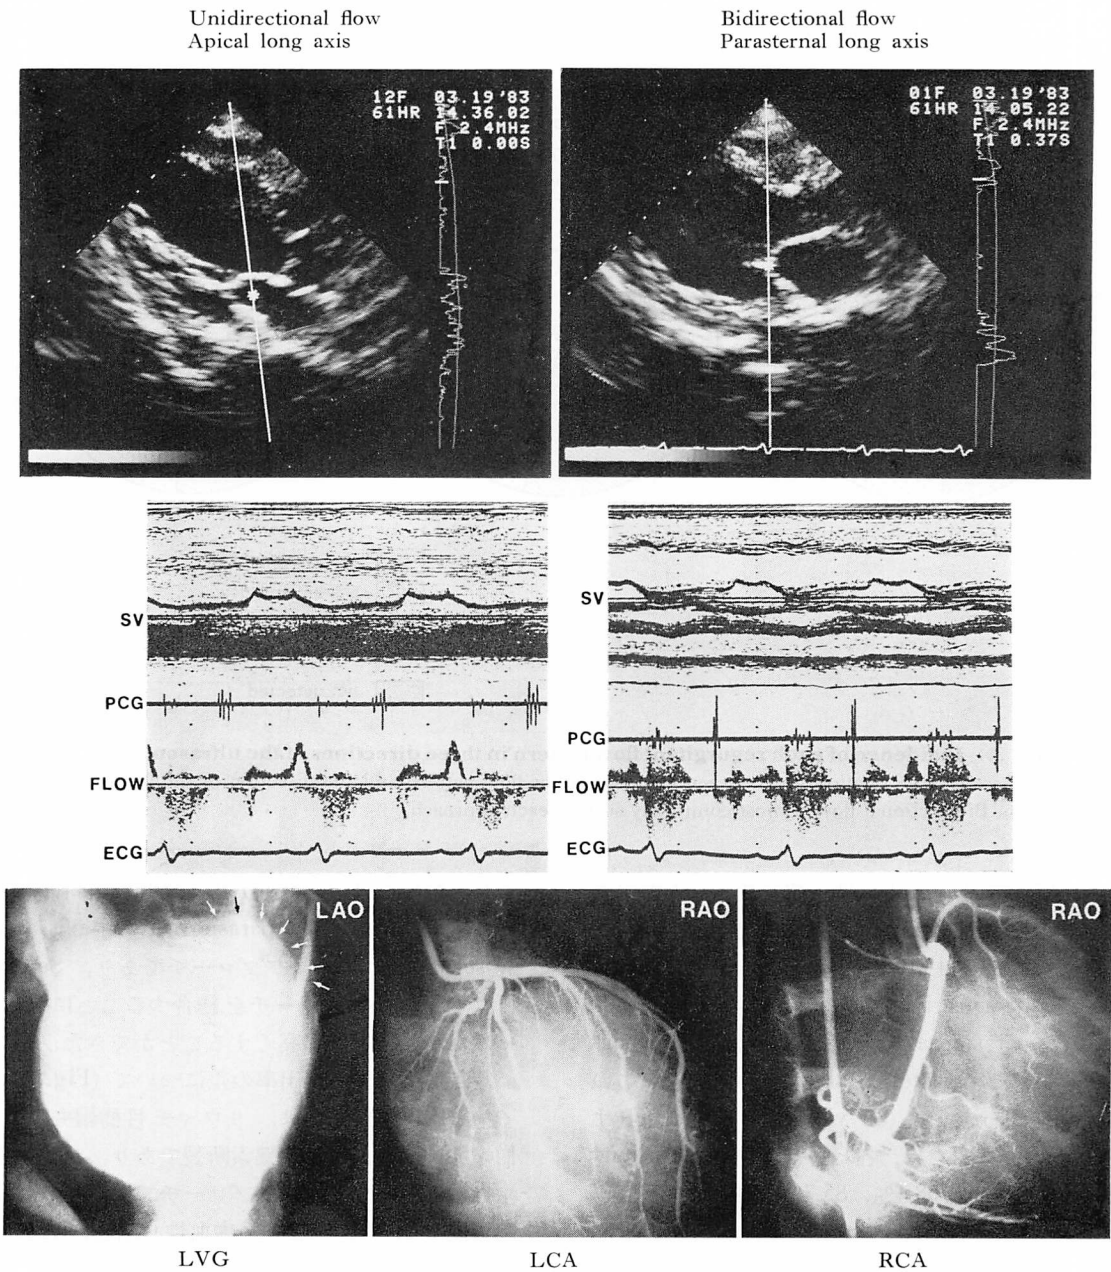 Unidirectional flow
Apical long axis
Bidirectional flow
Parasternal long axis
12F 03.19'83
61HR 14.36.02
F 2.4MHz
T1 0.00S
01F 03.19'83
61HR 14.05.22
F 2.4MHz
T1 0.37S
SV
PCG
FLOW
ECG
SV
PCG
FLOW
ECG
LAO
RAO
RAO
LVG
LCA
RCA